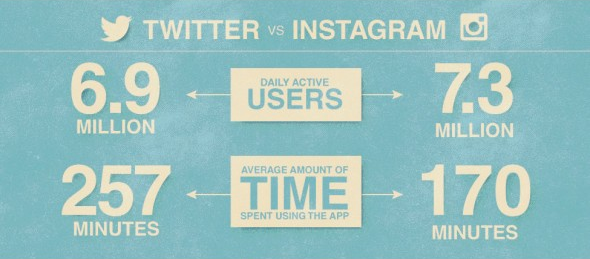 TWITTER VS INSTAGRAM
6.9 MILLION
DAILY ACTIVE
USERS
7.3 MILLION
257 MINUTES
AVERAGE AMOUNT OF
TIME
SPENT USING THE APP
170 MINUTES